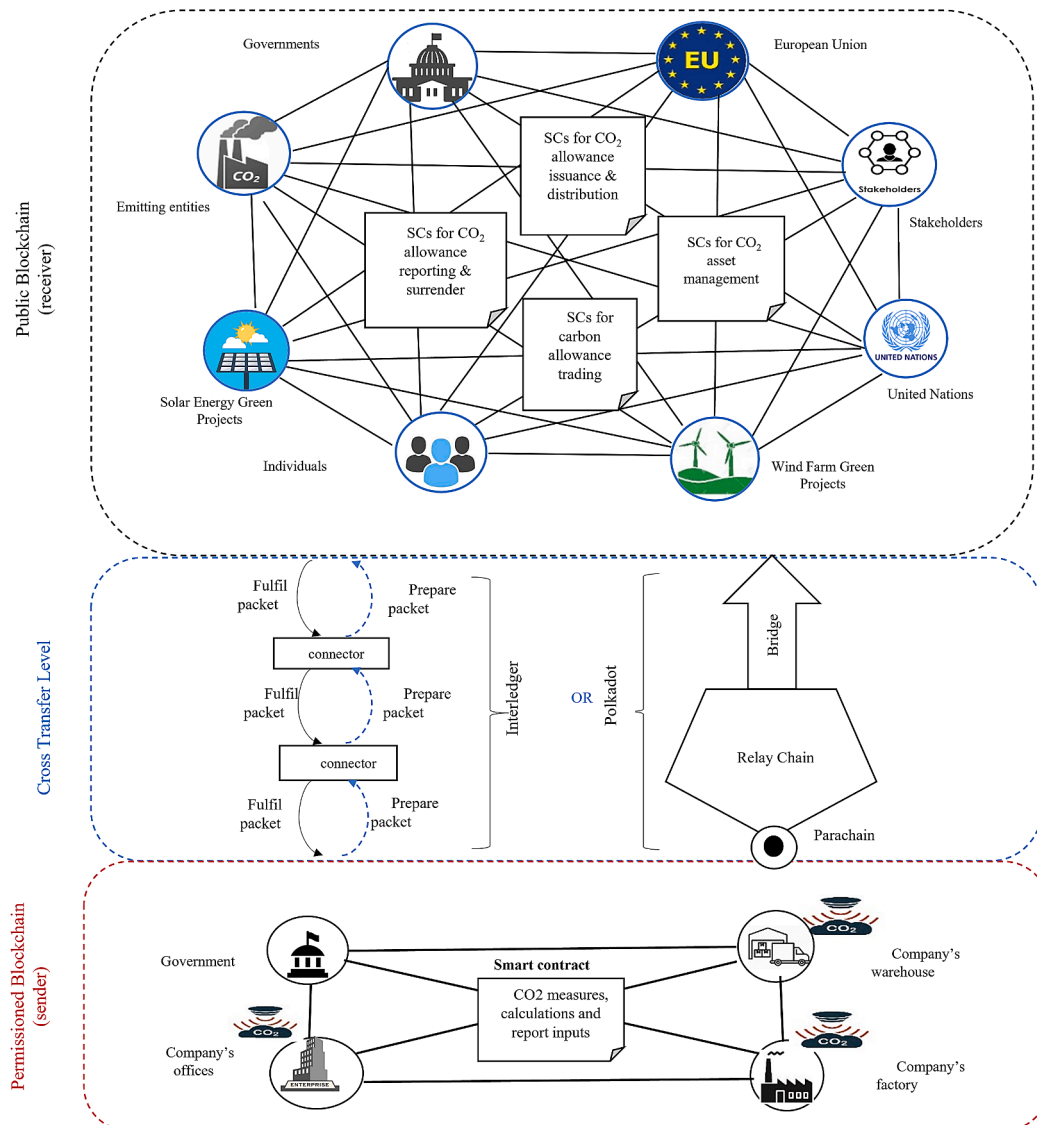 Governments
European Union
EU
SCs for CO2
allowance
issuance &
distribution
CO2
Emitting entities
Stakeholders
Stakeholders
SCs for CO2
allowance
reporting &
surrender
SCs for CO2
asset
management
Public Blockchain
(receiver)
SCs for
carbon
allowance
trading
UNITED NATIONS
United Nations
Solar Energy Green
Projects
Individuals
Wind Farm Green
Projects
Cross Transfer Level
Fulfil
packet
Prepare
packet
connector
Fulfil
packet
Prepare
packet
connector
Fulfil
packet
Prepare
packet
Interledger
OR
Polkadot
Bridge
Relay Chain
Parachain
Permissioned Blockchain
(sender)
Government
CO2
Company's
warehouse
Smart contract
CO2 measures,
calculations and
report inputs
CO2
Company's
offices
ENTERPRISE
CO2
Company's
factory